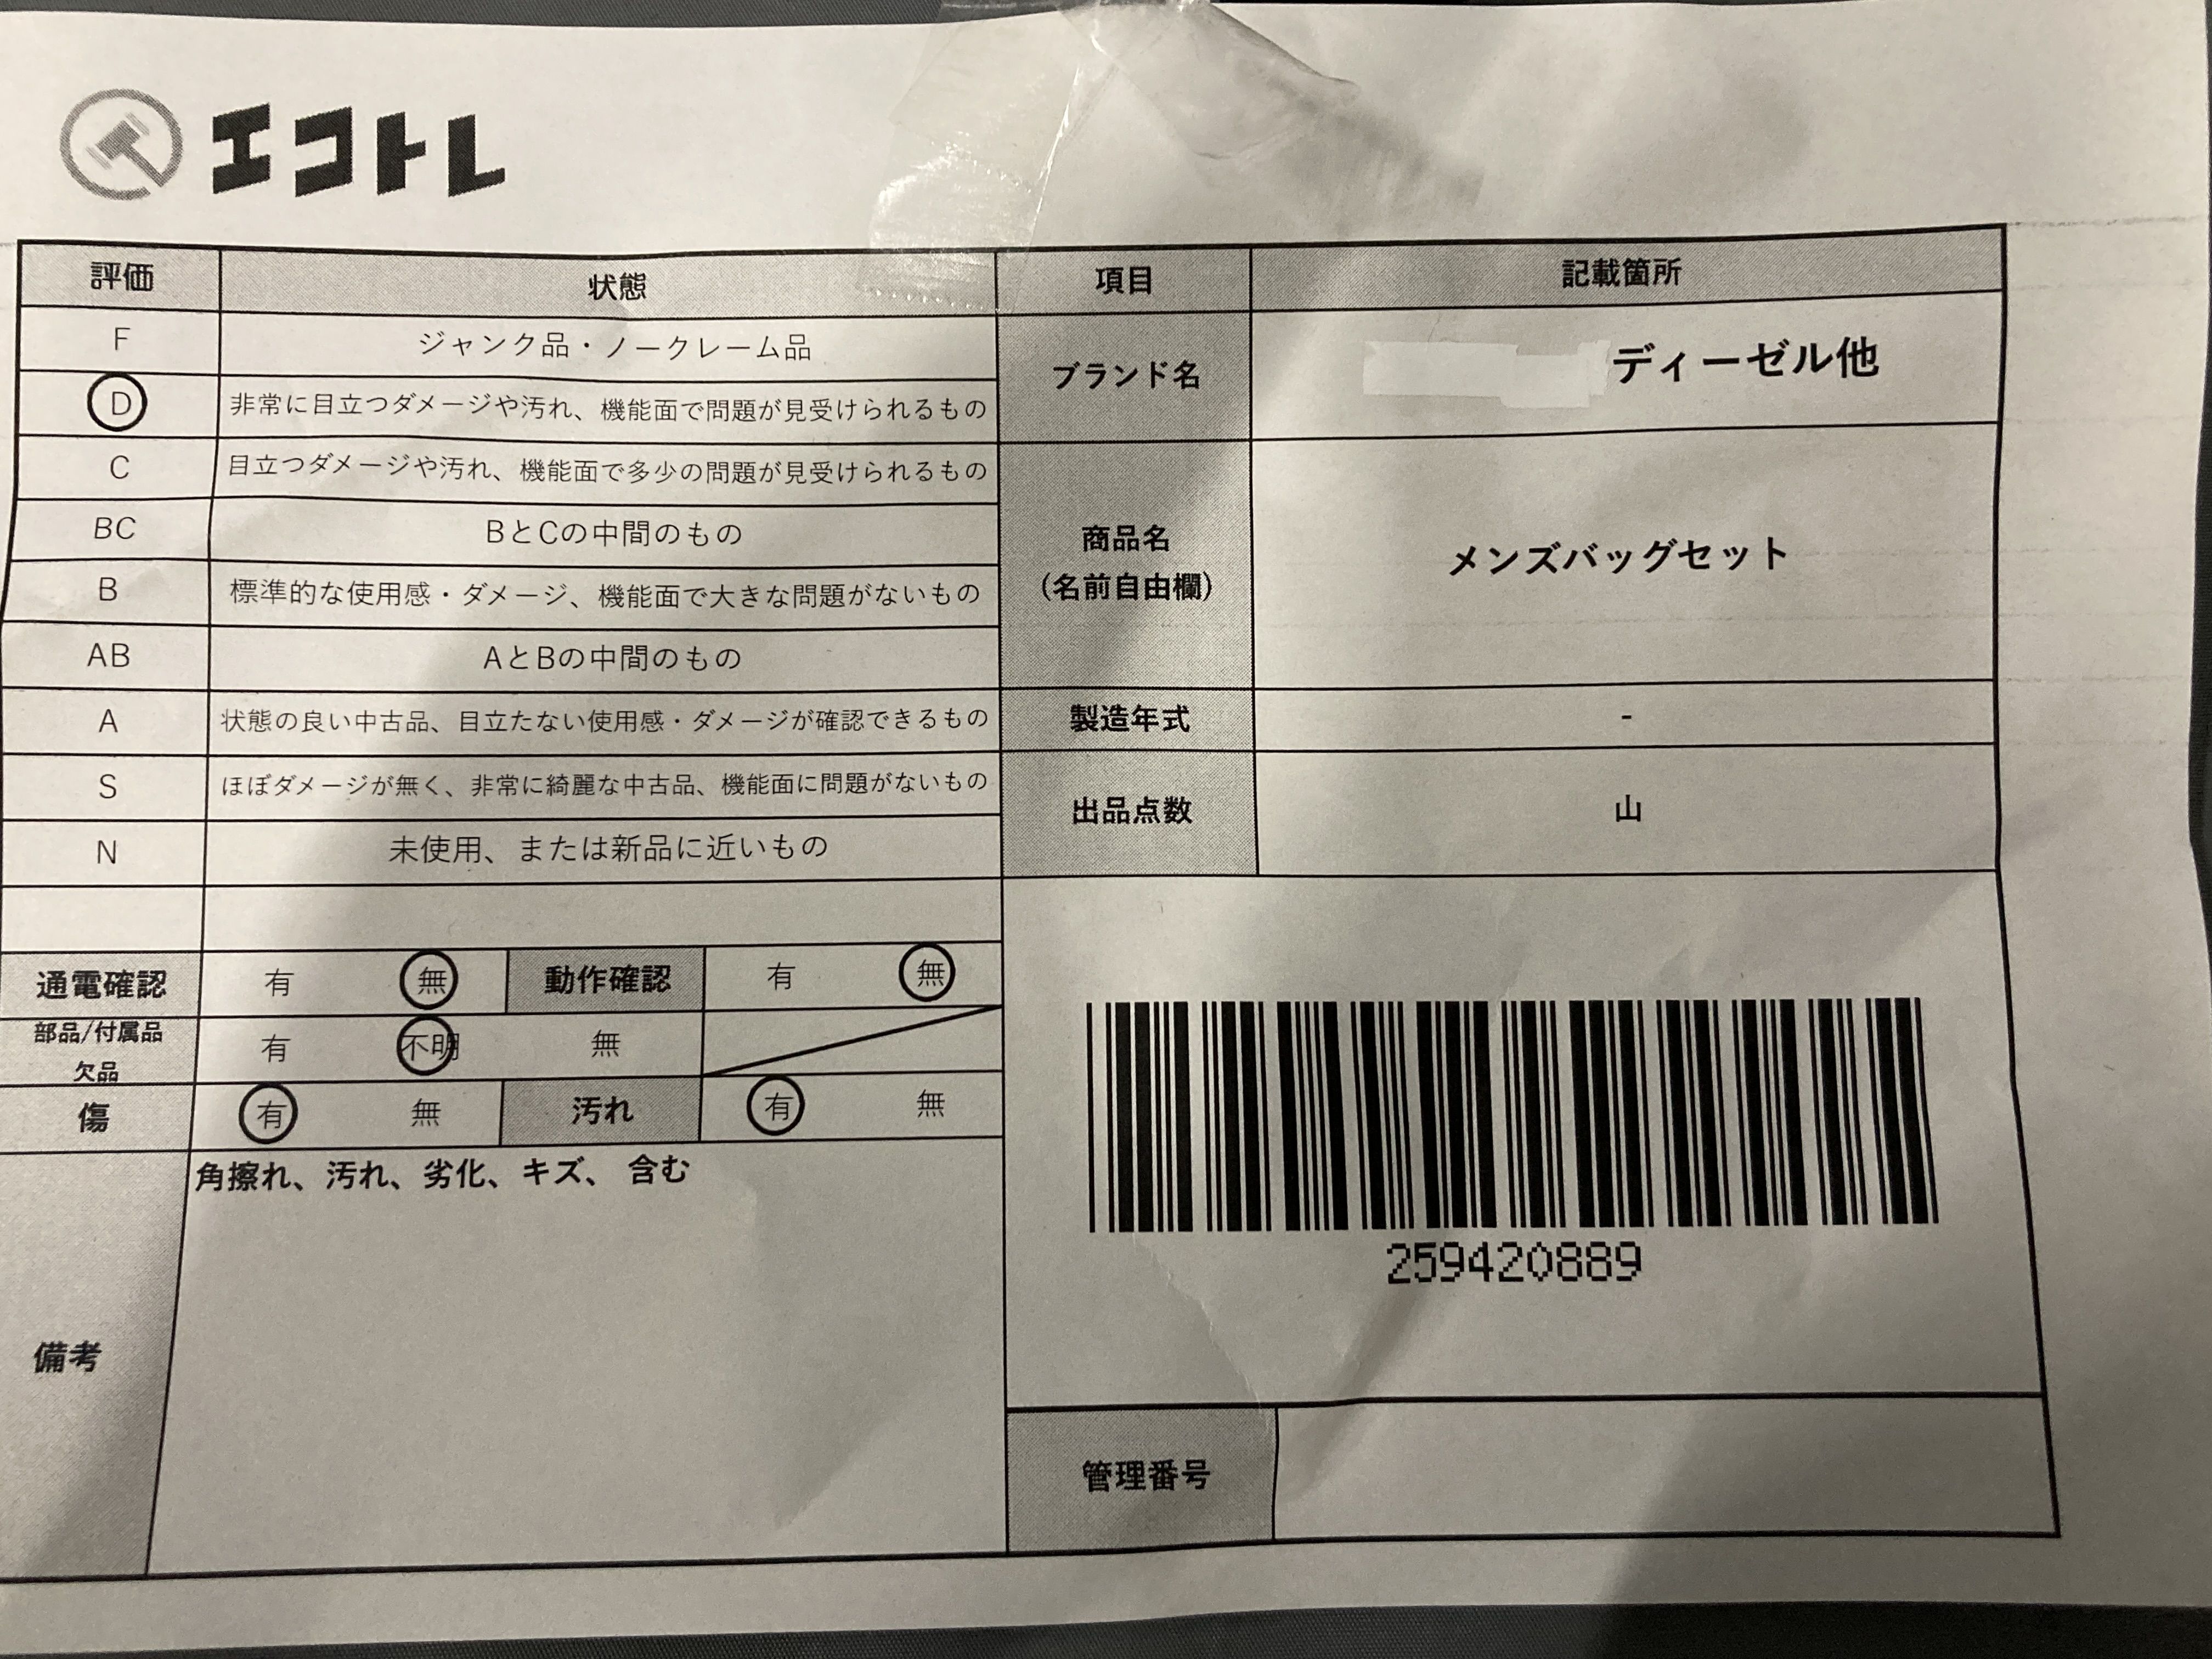 エコトレ
評価 状態 項目 記載箇所
F ジャンク品・ノークレーム品
D 非常に目立つダメージや汚れ、機能面で問題が見受けられるもの
C 目立つダメージや汚れ、機能面で多少の問題が見受けられるもの
BC BとCの中間のもの
B 標準的な使用感・ダメージ、機能面で大きな問題がないもの
AB AとBの中間のもの
A 状態の良い中古品、目立たない使用感・ダメージが確認できるもの
S ほぼダメージが無く、非常に綺麗な中古品、機能面に問題がないもの
N 未使用、または新品に近いもの
通電確認 有 無 動作確認 有 無
部品/付属品
欠品 有 不明 無
傷 有 無 汚れ 有 無
備考 角擦れ、汚れ、劣化、キズ、 含む
ブランド名 ディーゼル他
商品名
(名前自由欄) メンズバッグセット
製造年式 -
出品点数 山
259420889
管理番号